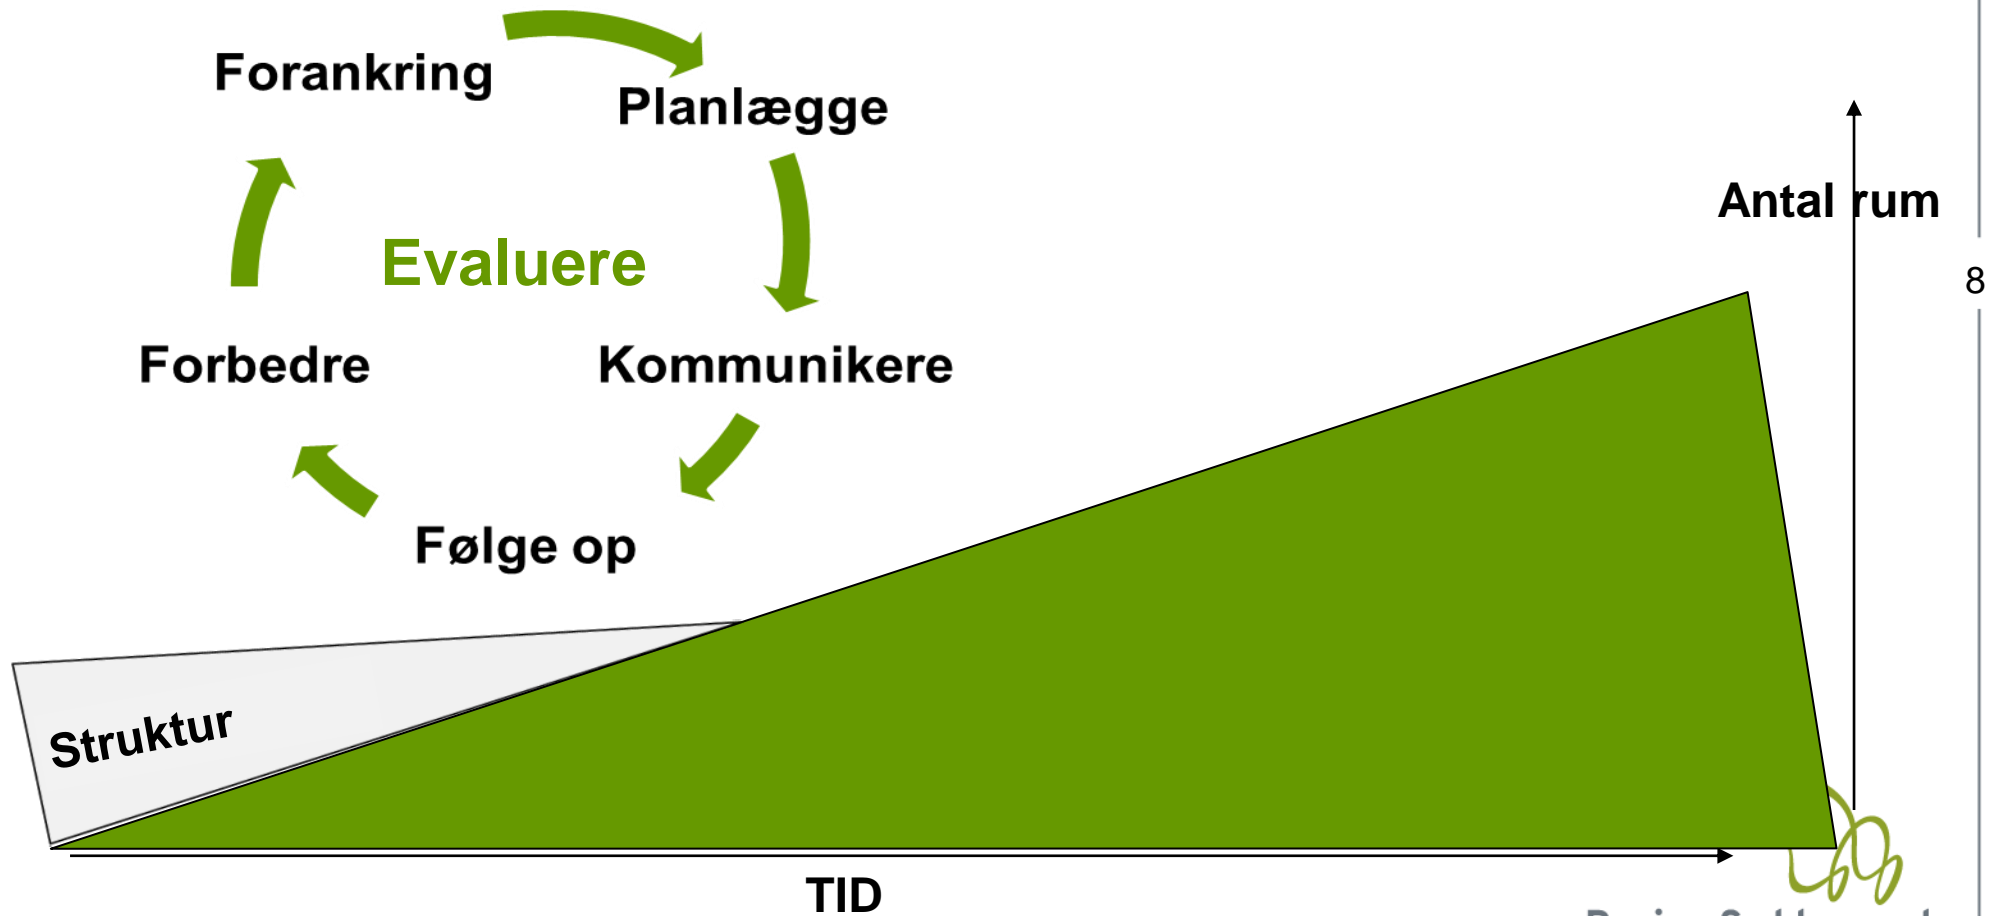 Forankring
Planlægge
Antal rum
Evaluere
8
Forbedre
Kommunikere
Følge op
Struktur
TID